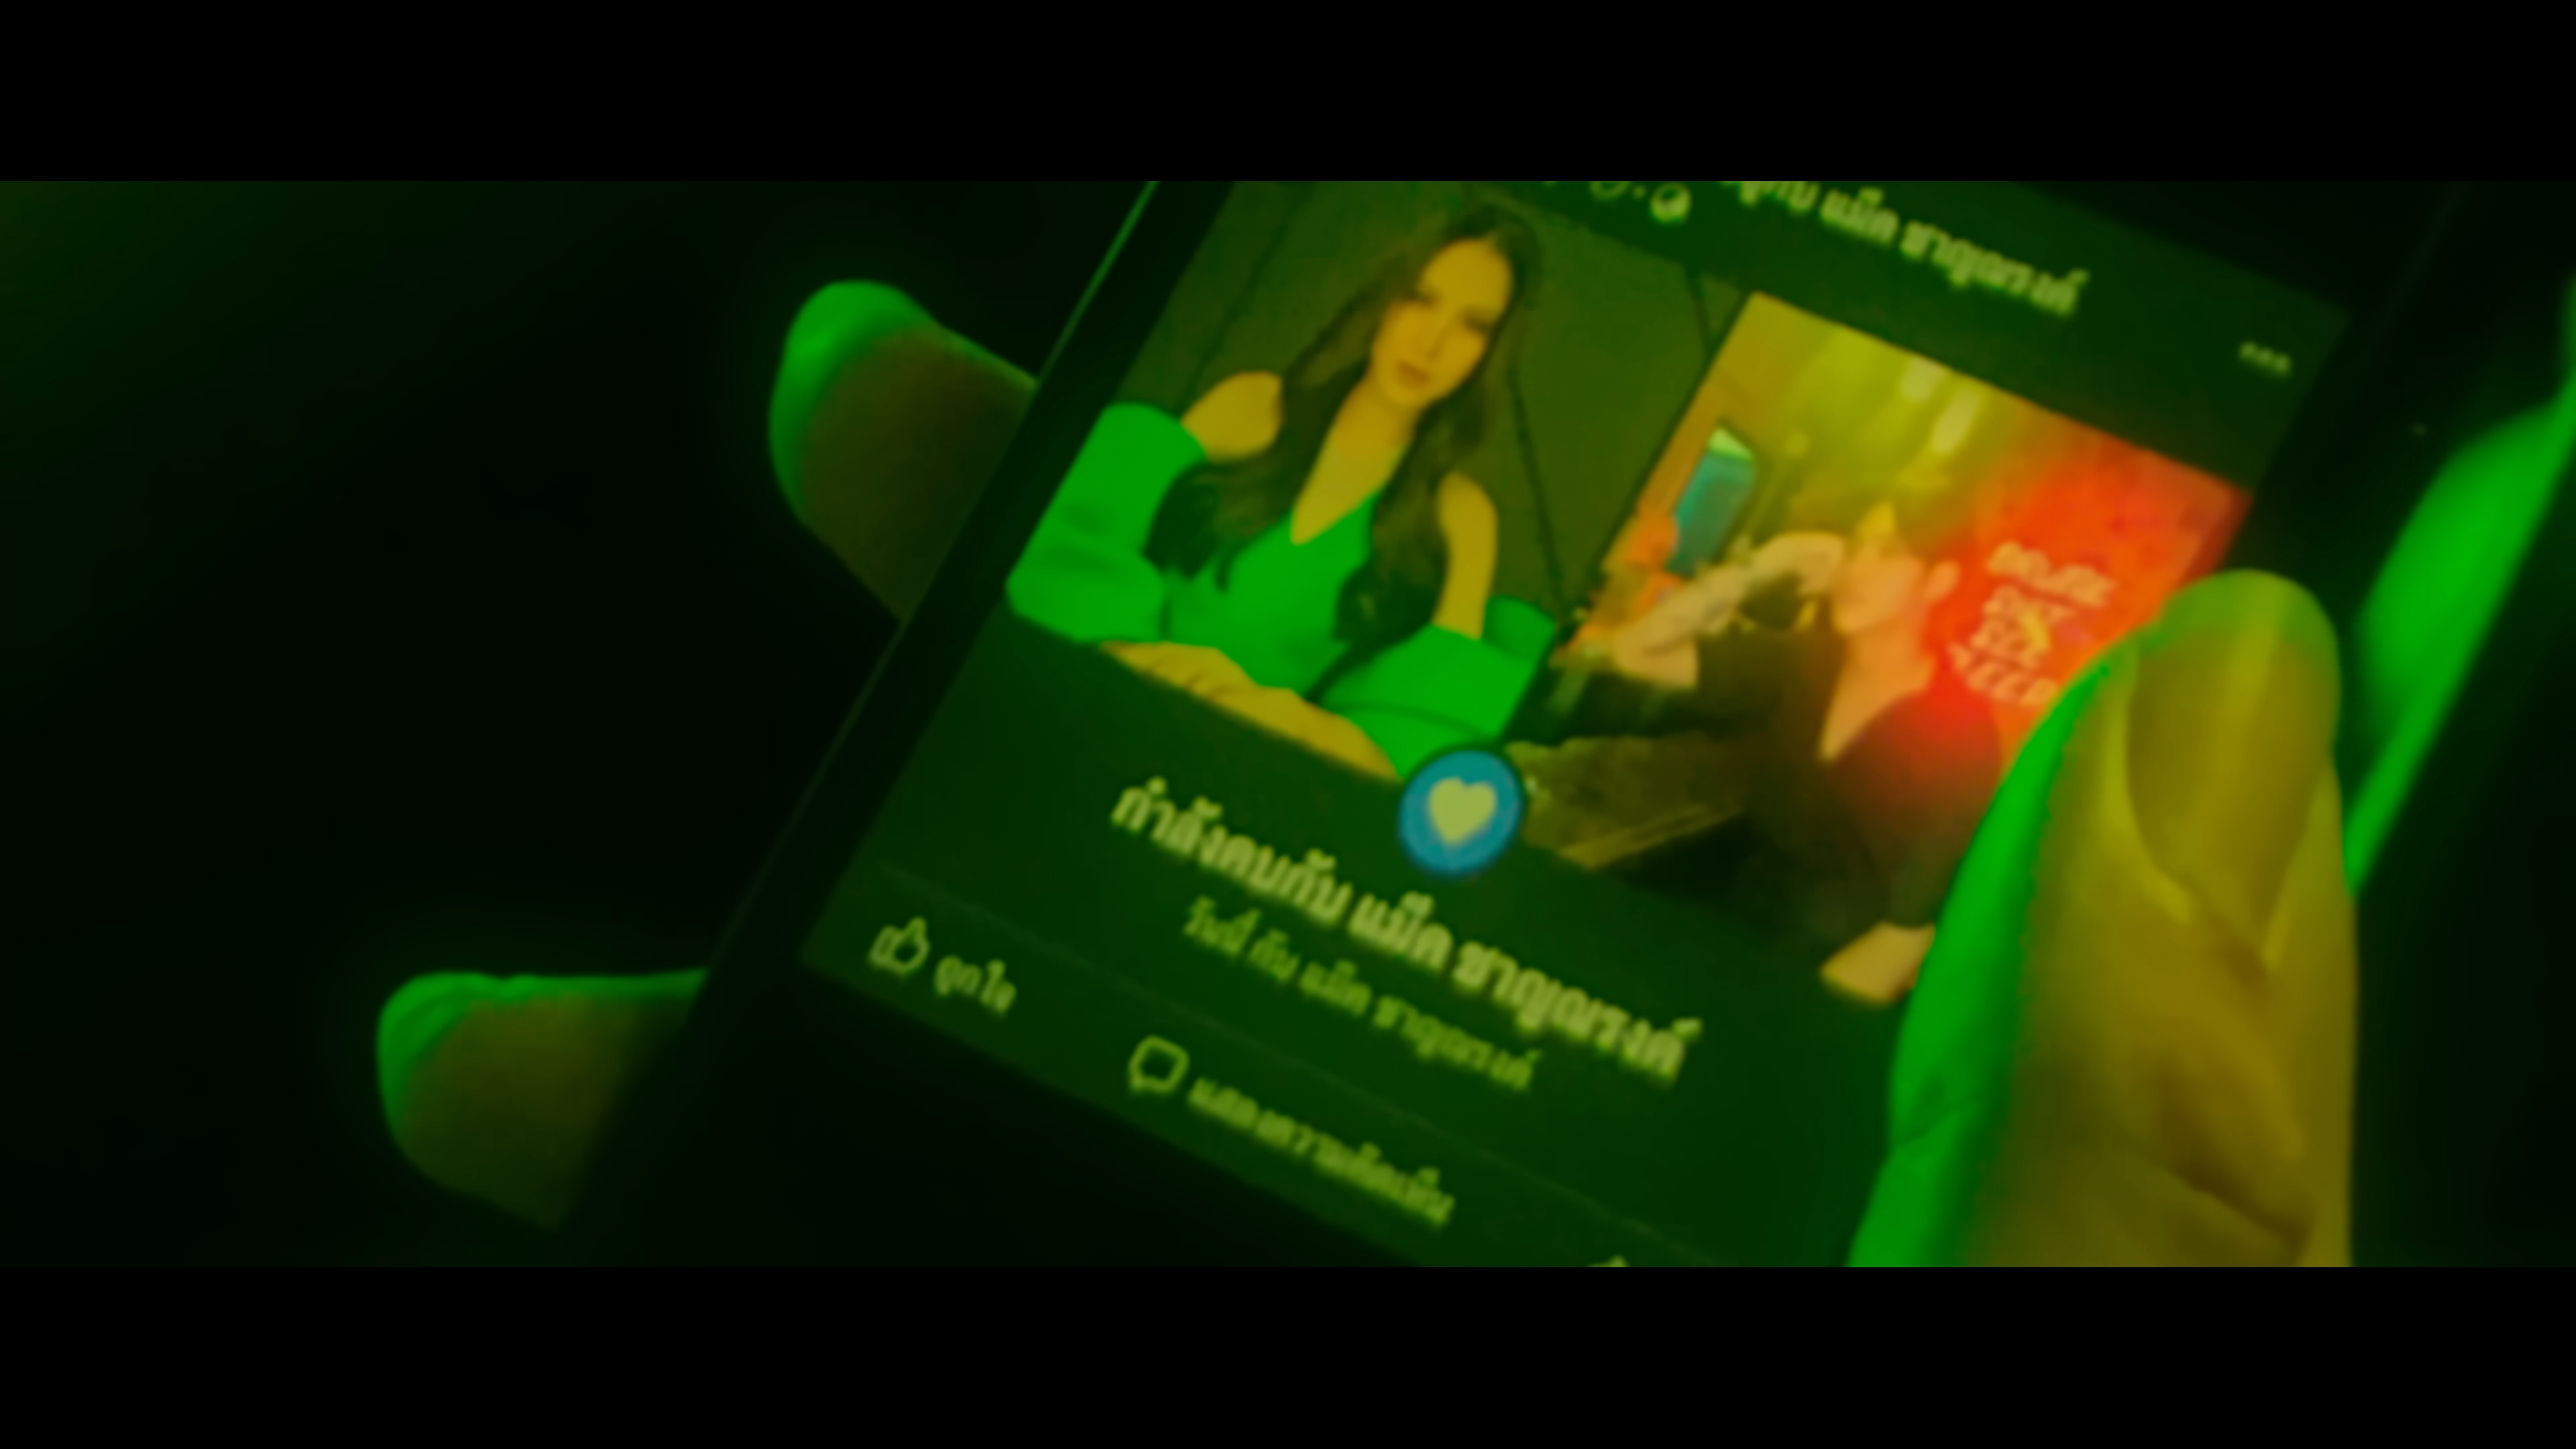 แม็ค ชาญณรงค์
กำลังคบกับ แม็ค ชาญณรงค์
วันนี้ กับ แม็ค ชาญณรงค์
ถูกใจ
แสดงความคิดเห็น